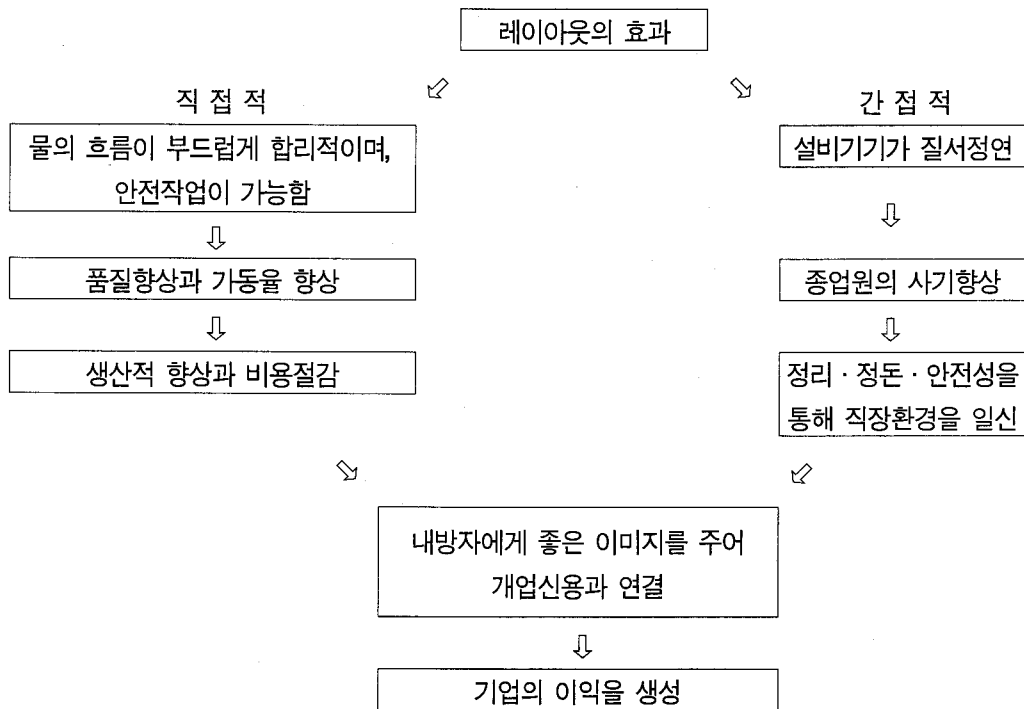 레이아웃의 효과
직 접 적
물의 흐름이 부드럽게 합리적이며,
안전작업이 가능함
품질향상과 가동율 향상
생산적 향상과 비용절감
간 접 적
설비기기가 질서정연
종업원의 사기향상
정리 · 정돈 · 안전성을
통해 직장환경을 일신
내방자에게 좋은 이미지를 주어
개업신용과 연결
기업의 이익을 생성